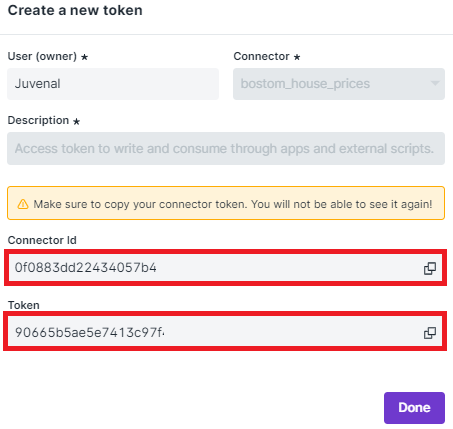 Create a new token
User (owner) ★ Connector ★
Juvenal bostom_house_prices
Description ★
Access token to write and consume through apps and external scripts.
Make sure to copy your connector token. You will not be able to see it again!
Connector Id
0f0883dd22434057b4
Token
90665b5ae5e7413c97f
Done